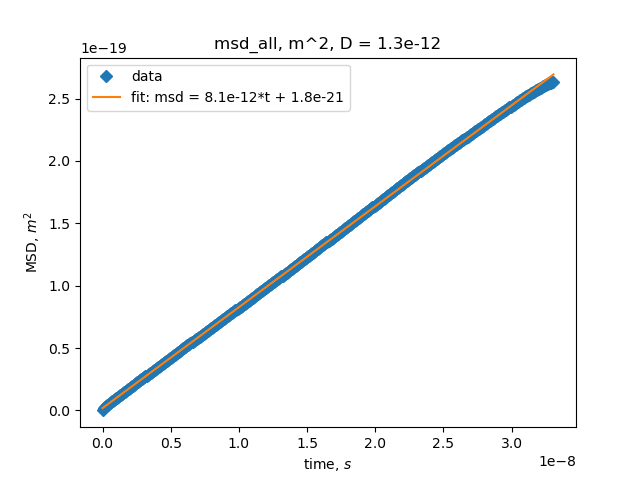 msd_all, m^2, D = 1.3e-12
1e−19
data
fit: msd = 8.1e-12*t + 1.8e-21
2.5
2.0
1.5
1.0
0.5
0.0
MSD, m²
0.0 0.5 1.0 1.5 2.0 2.5 3.0
1e−8
time, s